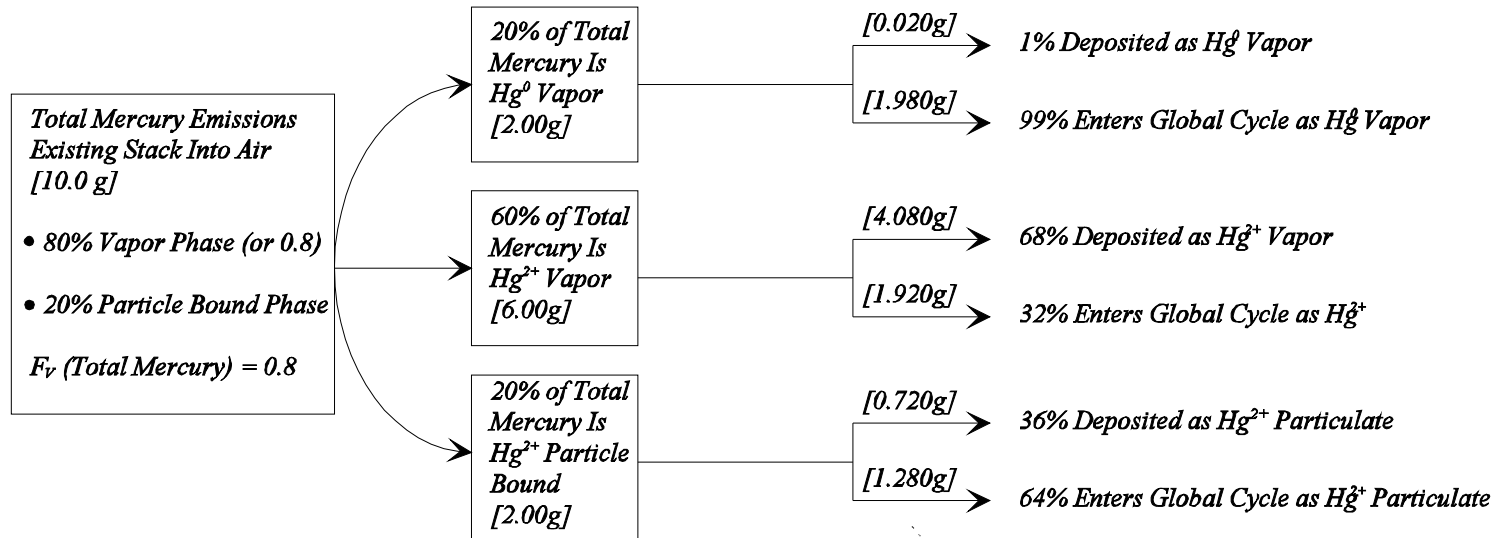 Total Mercury Emissions
Existing Stack Into Air
[10.0 g]
• 80% Vapor Phase (or 0.8)
• 20% Particle Bound Phase
Fᵥ (Total Mercury) = 0.8
20% of Total
Mercury Is
Hg⁰ Vapor
[2.00g]
[0.020g]
1% Deposited as Hg⁰ Vapor
[1.980g]
99% Enters Global Cycle as Hg⁰ Vapor
60% of Total
Mercury Is
Hg²⁺ Vapor
[6.00g]
[4.080g]
68% Deposited as Hg²⁺ Vapor
[1.920g]
32% Enters Global Cycle as Hg²⁺
20% of Total
Mercury Is
Hg²⁺ Particle
Bound
[2.00g]
[0.720g]
36% Deposited as Hg²⁺ Particulate
[1.280g]
64% Enters Global Cycle as Hg²⁺ Particulate